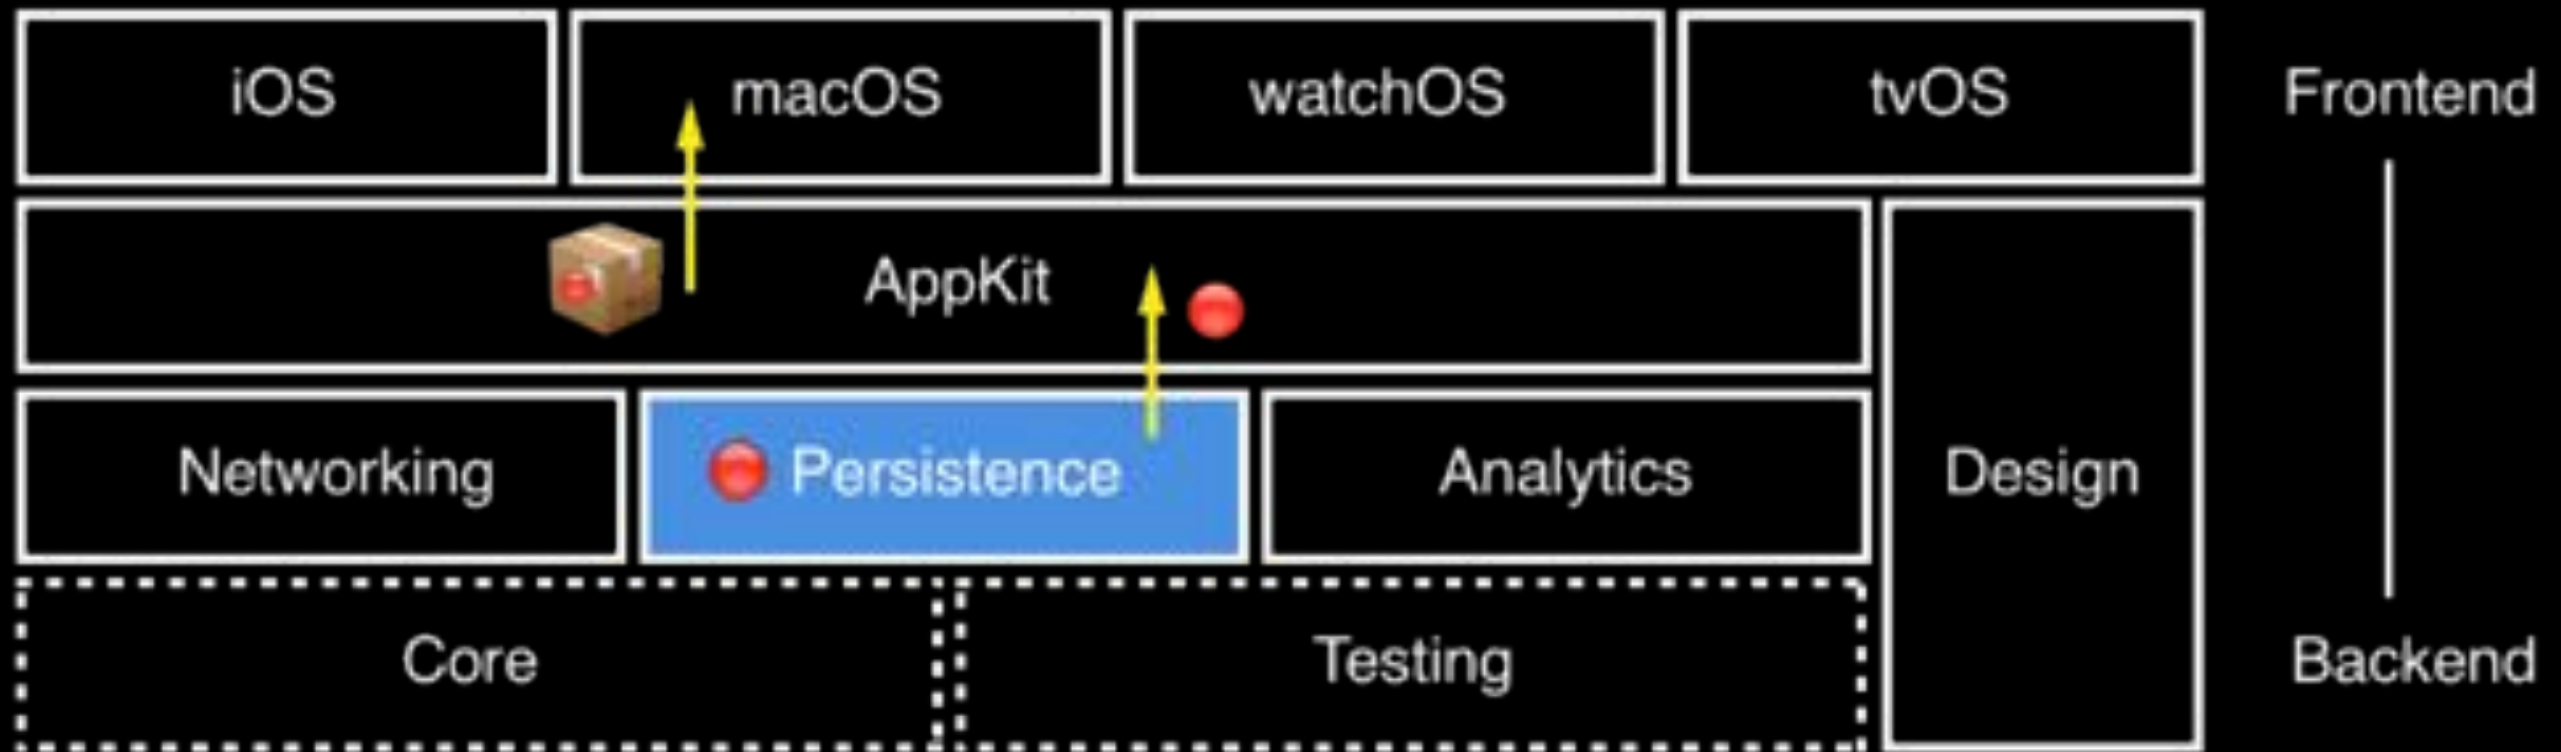 iOS
macOS
watchOS
tvOS
Frontend
AppKit
Networking
Persistence
Analytics
Design
Core
Testing
Backend